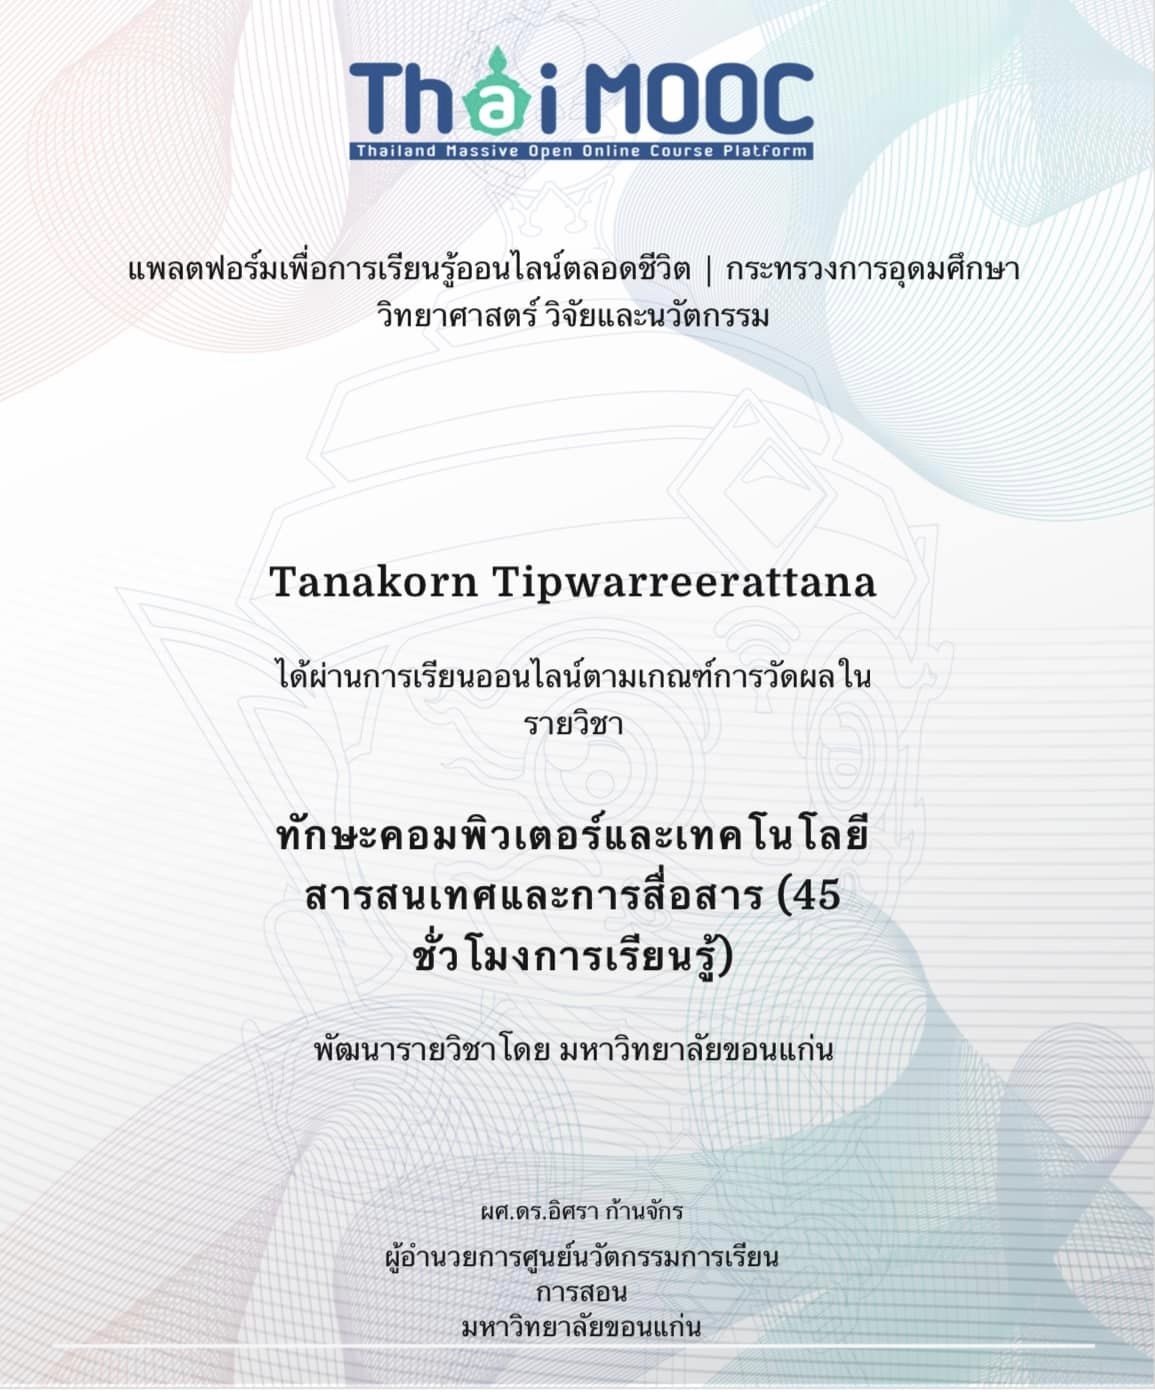 Thai MOOC
Thailand Massive Open Online Course Platform
แพลตฟอร์มเพื่อการเรียนรู้ออนไลน์ตลอดชีวิต | กระทรวงการอุดมศึกษา
วิทยาศาสตร์ วิจัยและนวัตกรรม
Tanakorn Tipwarreerattana
ได้ผ่านการเรียนออนไลน์ตามเกณฑ์การวัดผลใน
รายวิชา
ทักษะคอมพิวเตอร์และเทคโนโลยี
สารสนเทศและการสื่อสาร (45
ชั่วโมงการเรียนรู้)
พัฒนารายวิชาโดย มหาวิทยาลัยขอนแก่น
ผศ.ดร.อิศรา ก้านจักร
ผู้อำนวยการศูนย์นวัตกรรมการเรียน
การสอน
มหาวิทยาลัยขอนแก่น